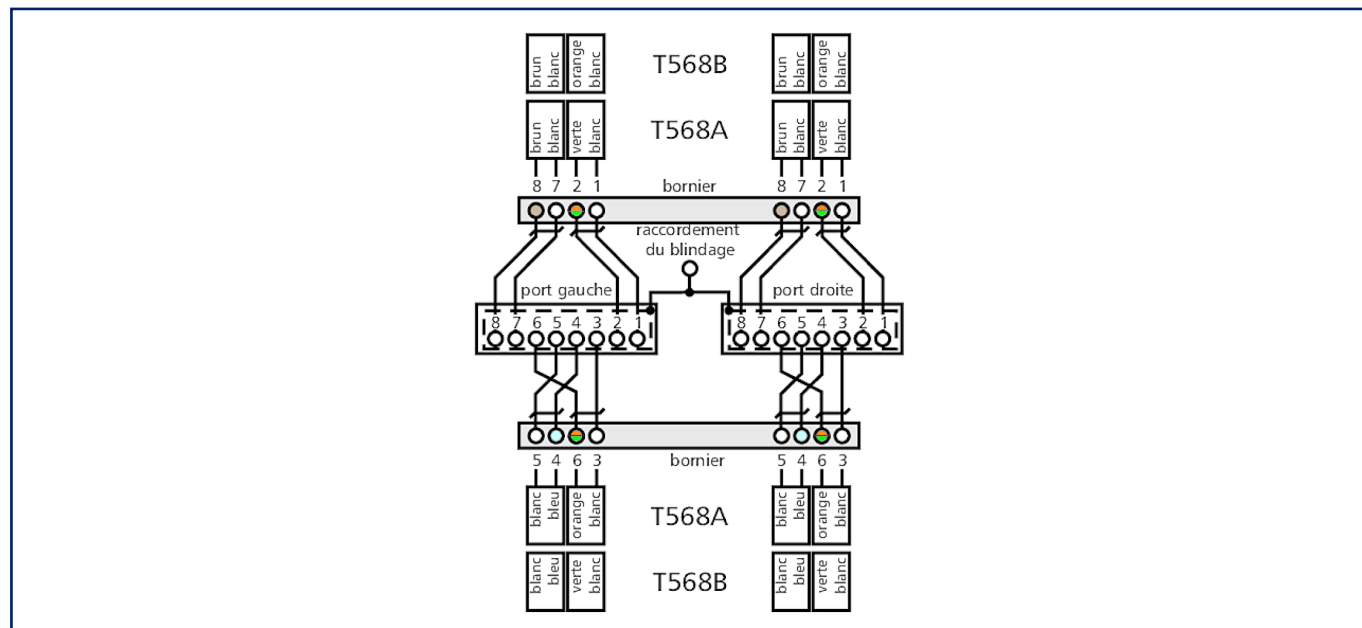 brun blanc orange blanc T568B brun blanc orange blanc
brun blanc verte blanc T568A brun blanc verte blanc
8 7 2 1 bornier 8 7 2 1
raccordement
du blindage
port gauche port droite
8 7 6 5 4 3 2 1 8 7 6 5 4 3 2 1
5 4 6 3 bornier 5 4 6 3
blanc bleu orange blanc T568A blanc bleu orange blanc
blanc bleu verte blanc T568B blanc bleu verte blanc